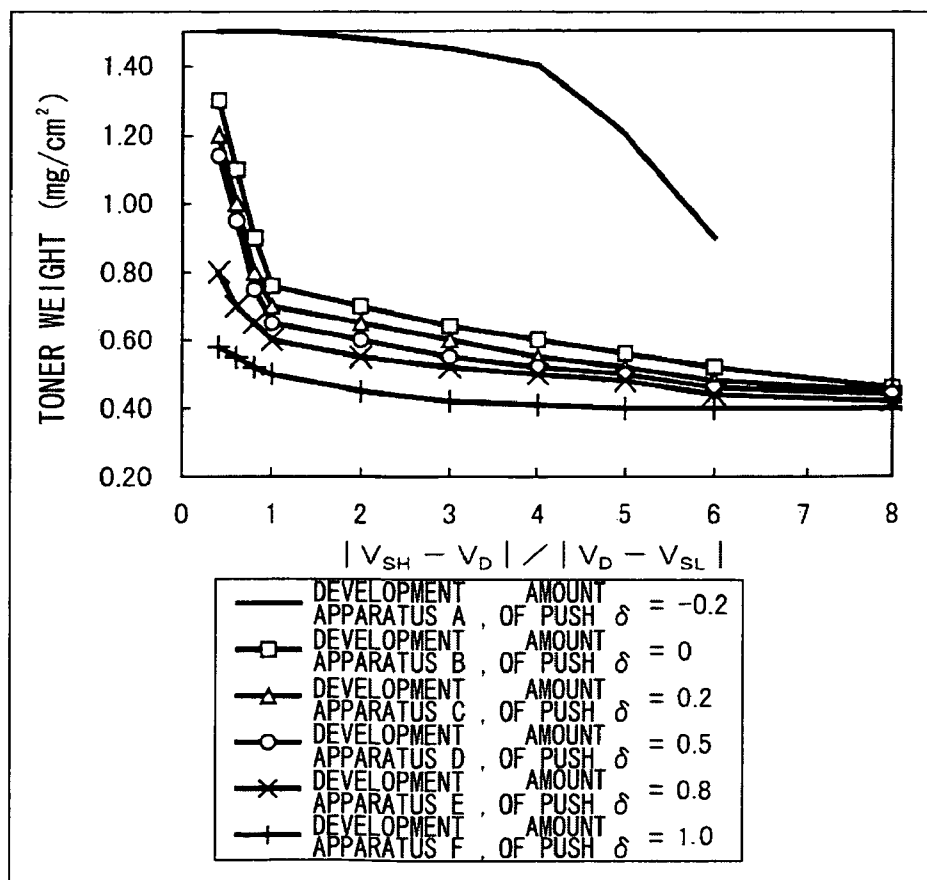 TONER WEIGHT (mg/cm²)
1.40
1.20
1.00
0.80
0.60
0.40
0.20
0 1 2 3 4 5 6 7 8
|V_SH − V_D| / |V_D − V_SL|
DEVELOPMENT AMOUNT
APPARATUS A , OF PUSH δ = -0.2
DEVELOPMENT AMOUNT
APPARATUS B , OF PUSH δ = 0
DEVELOPMENT AMOUNT
APPARATUS C , OF PUSH δ = 0.2
DEVELOPMENT AMOUNT
APPARATUS D , OF PUSH δ = 0.5
DEVELOPMENT AMOUNT
APPARATUS E , OF PUSH δ = 0.8
DEVELOPMENT AMOUNT
APPARATUS F , OF PUSH δ = 1.0